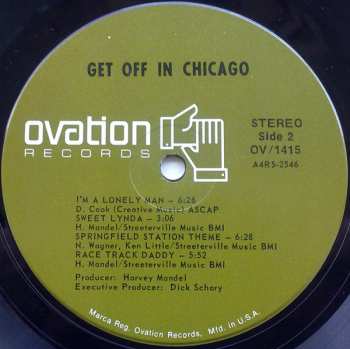 GET OFF IN CHICAGO
ovation
RECORDS
STEREO
Side 2
OV/1415
A4RS-2546
I'M A LONELY MAN – 6:26
D. Cook (Creative Music) ASCAP
SWEET LYNDA – 3:06
H. Mandel/Streeterville Music BMI
SPRINGFIELD STATION THEME – 6:28
N. Wagner, Ken Little/Streeterville Music BMI
RACE TRACK DADDY – 5:52
H. Mandel/Streeterville Music BMI
Producer: Harvey Mandel
Executive Producer: Dick Schory
Marca Reg. Ovation Records, Mfd. in U.S.A.